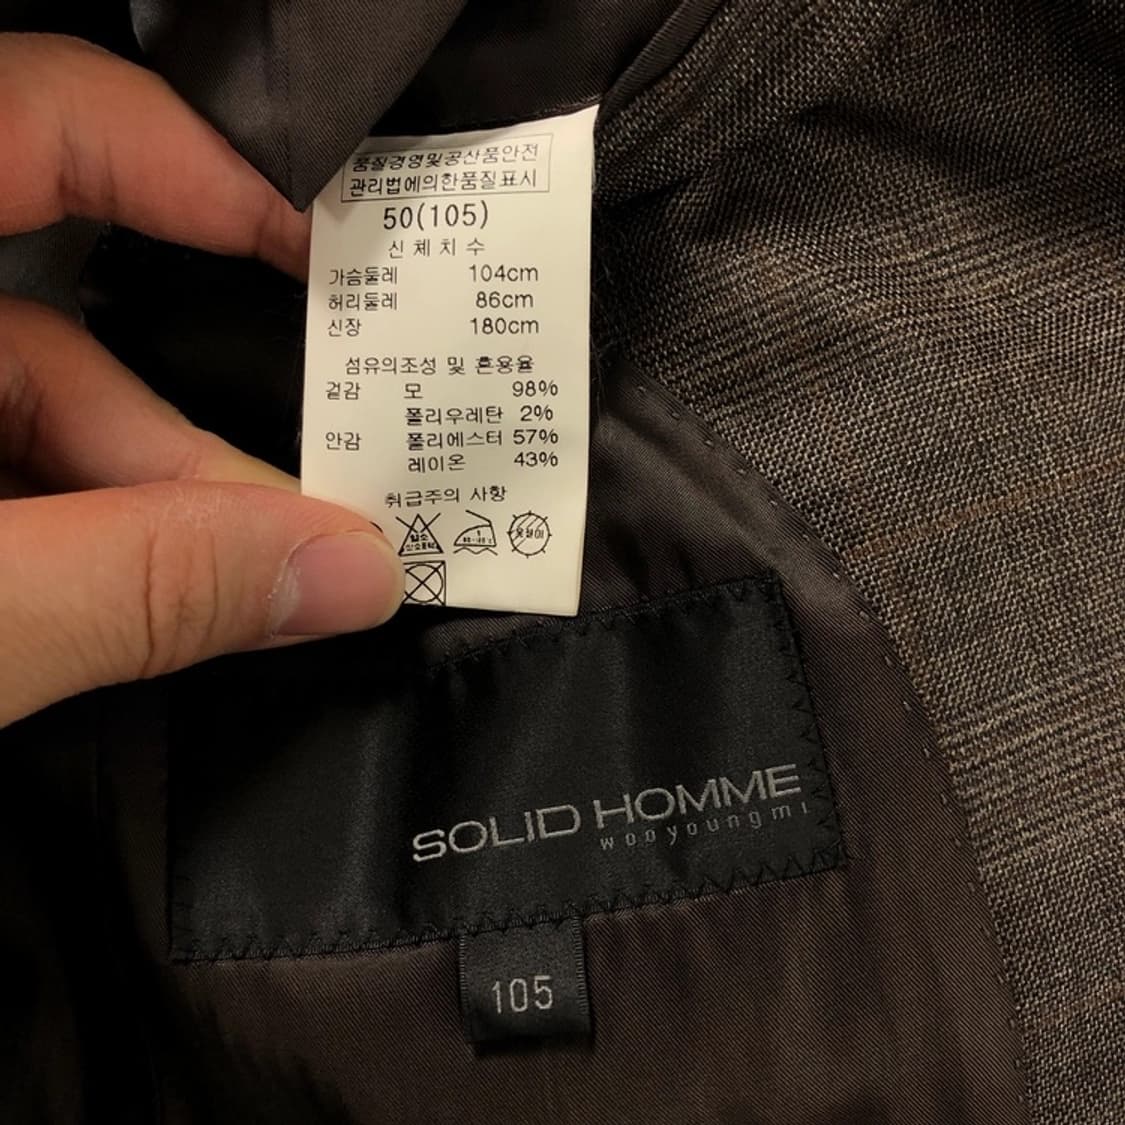 품질경영및공산품안전
관리법에의한품질표시
50(105)
신체치수
가슴둘레 104cm
허리둘레 86cm
신장 180cm
섬유의조성 및 혼용율
겉감 모 98%
폴리우레탄 2%
안감 폴리에스터 57%
레이온 43%
취급주의 사항
SOLID HOMME
wooyoungmi
105